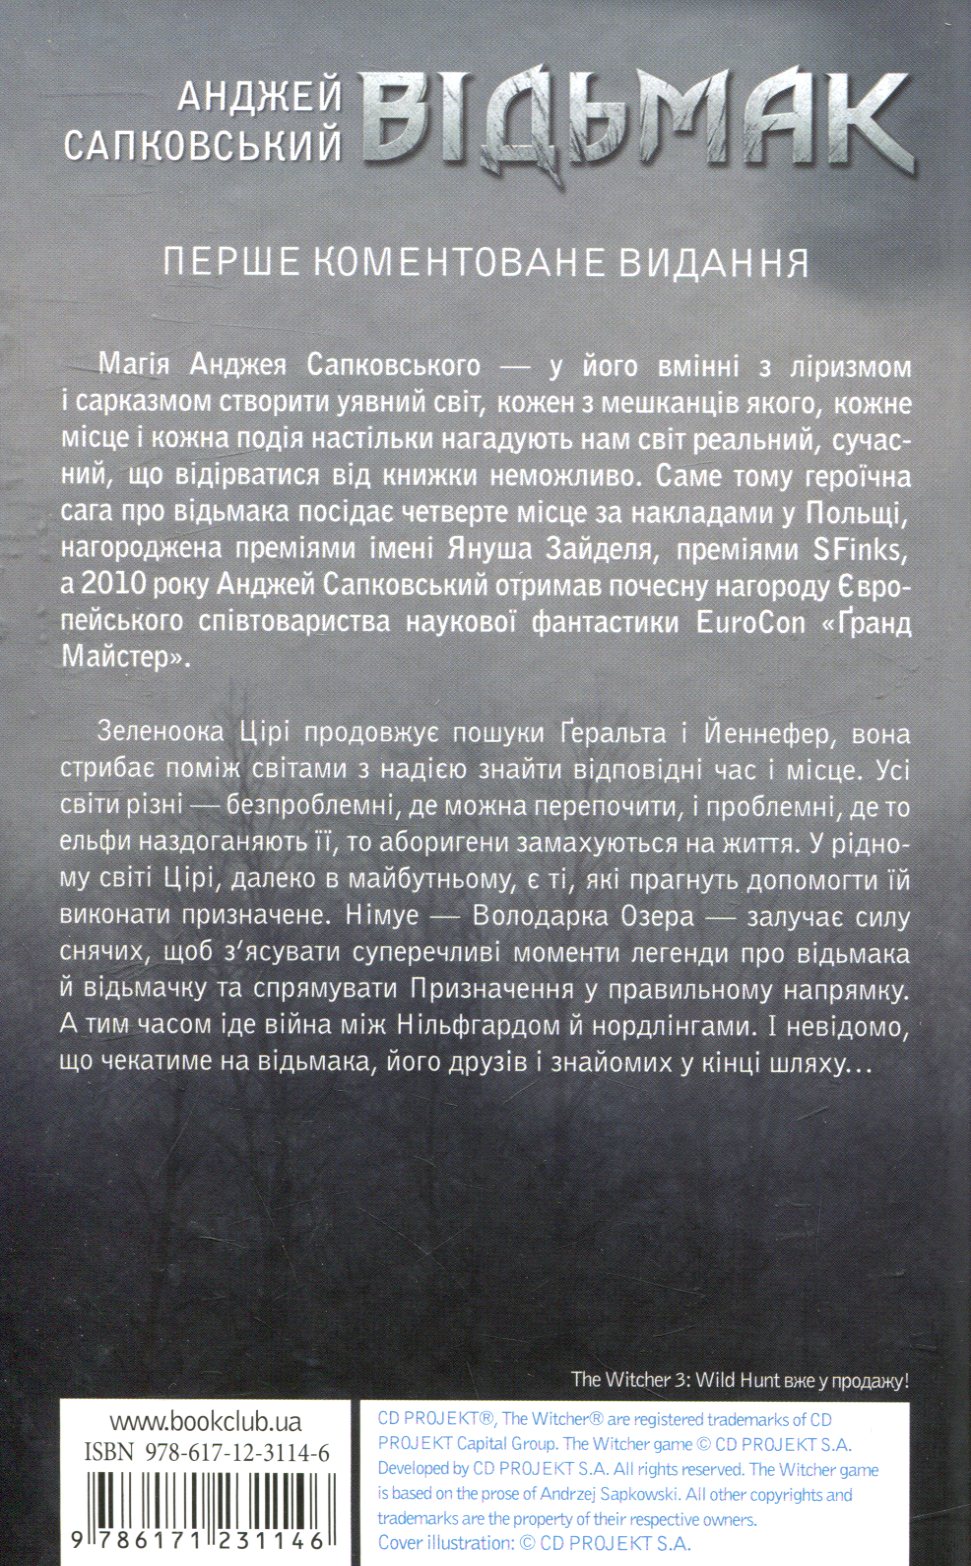 АНДЖЕЙ
САПКОВСЬКИЙ
ВІДЬМАК
ПЕРШЕ КОМЕНТОВАНЕ ВИДАННЯ
Магія Анджея Сапковського — у його вмінні з ліризмом
і сарказмом створити уявний світ, кожен з мешканців якого, кожне
місце і кожна подія настільки нагадують нам світ реальний, сучас-
ний, що відірватися від книжки неможливо. Саме тому героїчна
сага про відьмака посідає четверте місце за накладами у Польщі,
нагороджена преміями імені Януша Зайделя, преміями SFinks,
а 2010 року Анджей Сапковський отримав почесну нагороду Євро-
пейського співтовариства наукової фантастики EuroCon «Ґранд
Майстер».
Зеленоока Цірі продовжує пошуки Ґеральта і Йеннефер, вона
стрибає поміж світами з надією знайти відповідні час і місце. Усі
світи різні — безпроблемні, де можна перепочити, і проблемні, де то
ельфи наздоганяють її, то аборигени замахуються на життя. У рідно-
му світі Цірі, далеко в майбутньому, є ті, які прагнуть допомогти їй
виконати призначене. Німуе — Володарка Озера — залучає силу
снячих, щоб з’ясувати суперечливі моменти легенди про відьмака
й відьмачку та спрямувати Призначення у правильному напрямку.
А тим часом іде війна між Нільфгардом й нордлінгами. І невідомо,
що чекатиме на відьмака, його друзів і знайомих у кінці шляху...
The Witcher 3: Wild Hunt вже у продажу!
www.bookclub.ua
ISBN 978-617-12-3114-6
9 786171 231146
CD PROJEKT®, The Witcher® are registered trademarks of CD
PROJEKT Capital Group. The Witcher game © CD PROJEKT S.A.
Developed by CD PROJEKT S.A. All rights reserved. The Witcher game
is based on the prose of Andrzej Sapkowski. All other copyrights and
trademarks are the property of their respective owners.
Cover illustration: © CD PROJEKT S.A.